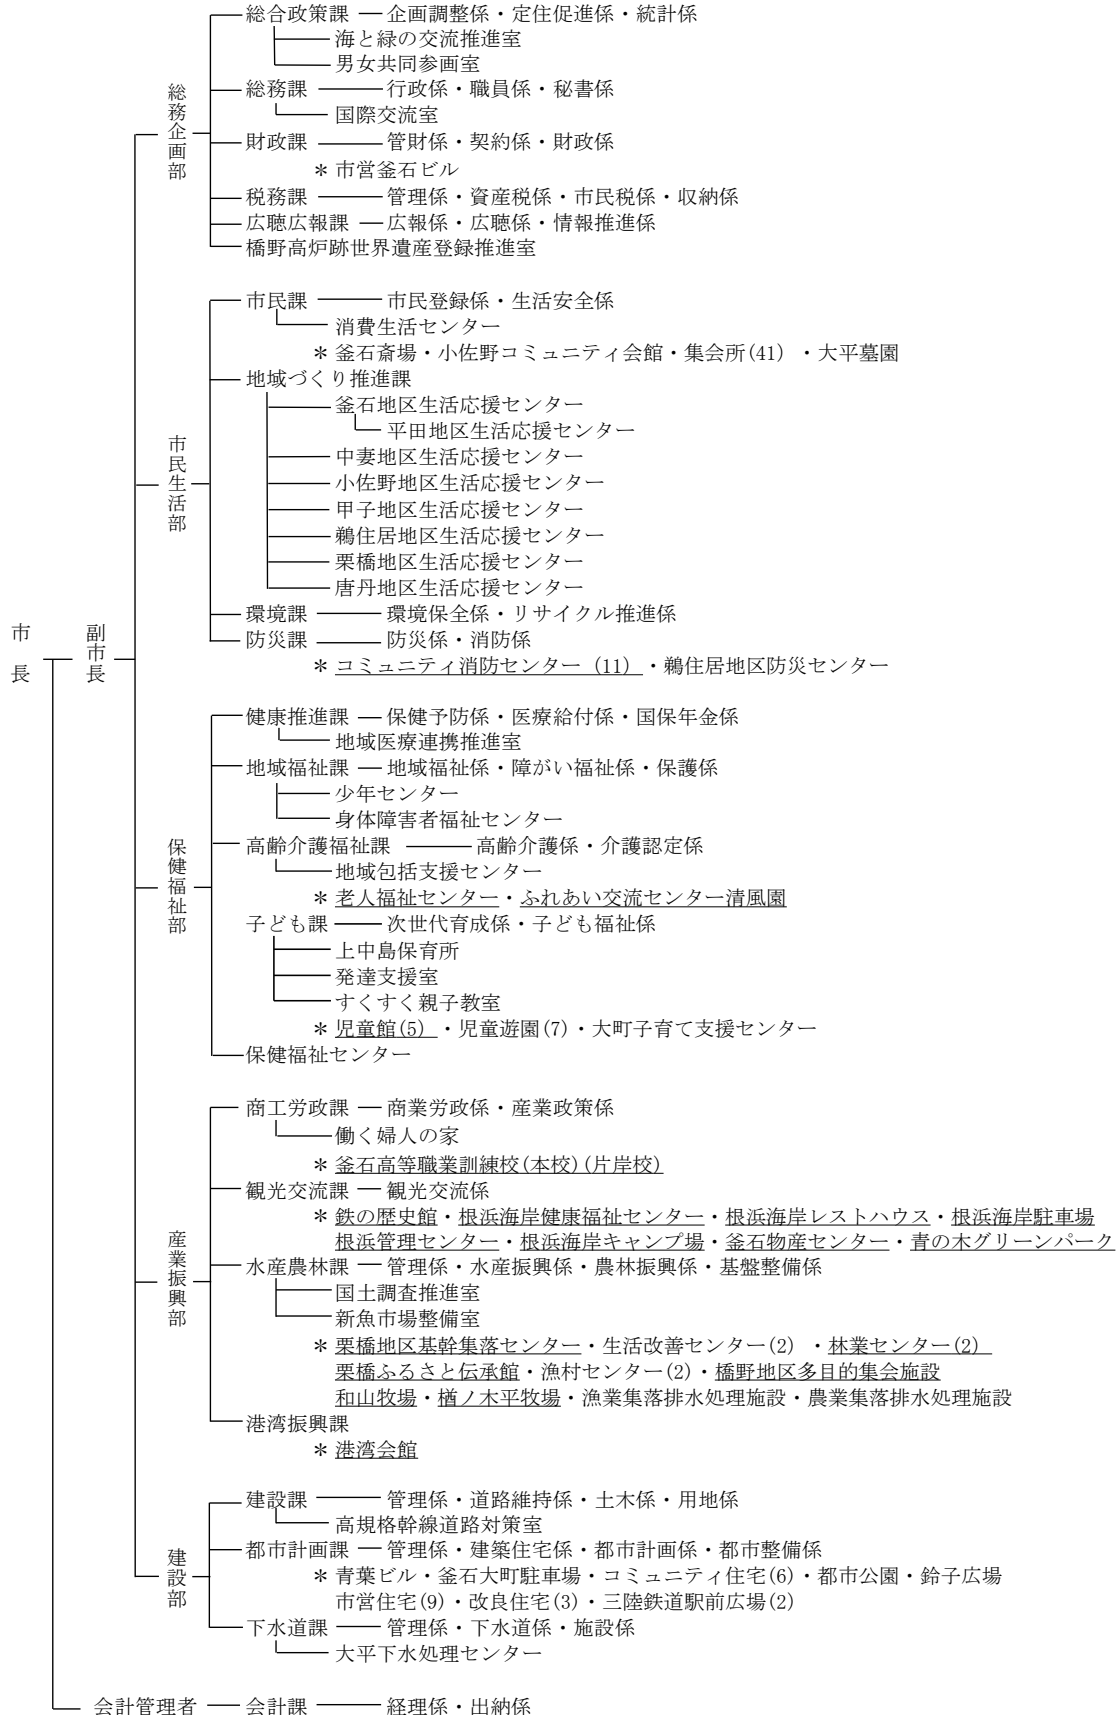 総合政策課 ― 企画調整係・定住促進係・統計係
海と緑の交流推進室
男女共同参画室
総務課 ― 行政係・職員係・秘書係
国際交流室
総務企画部
財政課 ― 管財係・契約係・財政係
＊市営釜石ビル
税務課 ― 管理係・資産税係・市民税係・収納係
広聴広報課 ― 広報係・広聴係・情報推進係
橋野高炉跡世界遺産登録推進室
市民課 ― 市民登録係・生活安全係
消費生活センター
＊釜石斎場・小佐野コミュニティ会館・集会所(41) ・大平墓園
地域づくり推進課
釜石地区生活応援センター
平田地区生活応援センター
中妻地区生活応援センター
市民生活部
小佐野地区生活応援センター
甲子地区生活応援センター
鵜住居地区生活応援センター
栗橋地区生活応援センター
唐丹地区生活応援センター
環境課 ― 環境保全係・リサイクル推進係
市長
副市長
防災課 ― 防災係・消防係
＊コミュニティ消防センター (11) ・鵜住居地区防災センター
健康推進課 ― 保健予防係・医療給付係・国保年金係
地域医療連携推進室
地域福祉課 ― 地域福祉係・障がい福祉係・保護係
少年センター
身体障害者福祉センター
高齢介護福祉課 ― 高齢介護係・介護認定係
地域包括支援センター
保健福祉部
＊老人福祉センター・ふれあい交流センター清風園
子ども課 ― 次世代育成係・子ども福祉係
上中島保育所
発達支援室
すくすく親子教室
＊児童館(5) ・児童遊園(7)・大町子育て支援センター
保健福祉センター
商工労政課 ― 商業労政係・産業政策係
働く婦人の家
＊釜石高等職業訓練校(本校)(片岸校)
観光交流課 ― 観光交流係
＊鉄の歴史館・根浜海岸健康福祉センター・根浜海岸レストハウス・根浜海岸駐車場
根浜管理センター・根浜海岸キャンプ場・釜石物産センター・青の木グリーンパーク
産業振興部
水産農林課 ― 管理係・水産振興係・農林振興係・基盤整備係
国土調査推進室
新魚市場整備室
＊栗橋地区基幹集落センター・生活改善センター(2) ・林業センター(2)
栗橋ふるさと伝承館・漁村センター(2)・橋野地区多目的集会施設
和山牧場・楢ノ木平牧場・漁業集落排水処理施設・農業集落排水処理施設
港湾振興課
＊港湾会館
建設課 ― 管理係・道路維持係・土木係・用地係
高規格幹線道路対策室
都市計画課 ― 管理係・建築住宅係・都市計画係・都市整備係
建設部
＊青葉ビル・釜石大町駐車場・コミュニティ住宅(6)・都市公園・鈴子広場
市営住宅(9)・改良住宅(3)・三陸鉄道駅前広場(2)
下水道課 ― 管理係・下水道係・施設係
大平下水処理センター
会計管理者 ― 会計課 ― 経理係・出納係